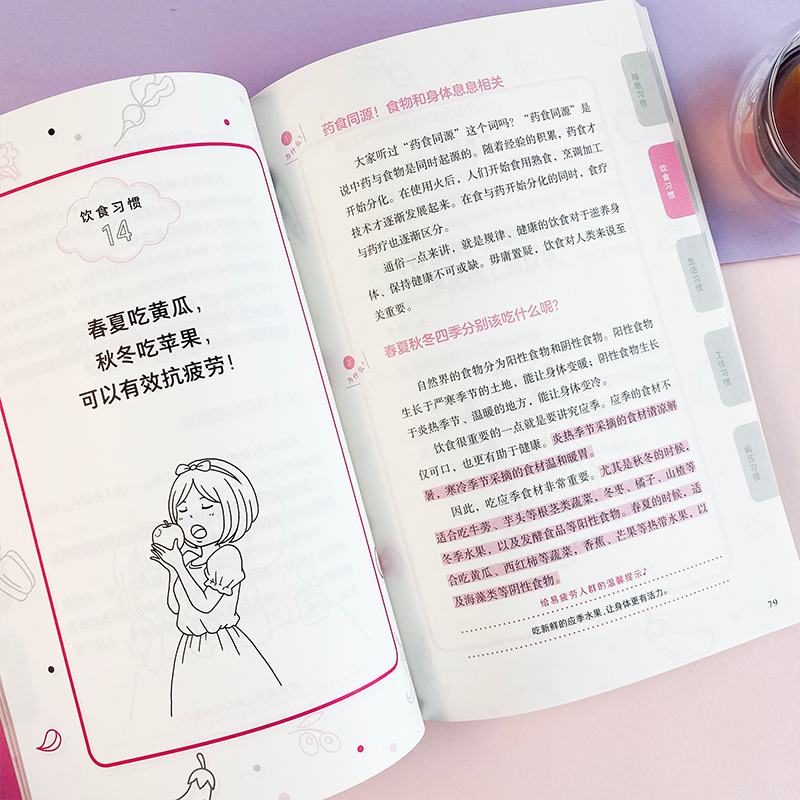 饮食习惯
14
春夏吃黄瓜，
秋冬吃苹果，
可以有效抗疲劳！
1
为什么？
药食同源！食物和身体息息相关
大家听过“药食同源”这个词吗？“药食同源”是
说中药与食物是同时起源的。随着经验的积累，药食才
开始分化。在使用火后，人们开始食用熟食，烹调加工
技术才逐渐发展起来。在食与药开始分化的同时，食疗
与药疗也逐渐区分。
通俗一点来讲，就是规律、健康的饮食对于滋养身
体、保持健康不可或缺。毋庸置疑，饮食对人类来说至
关重要。
2
为什么？
春夏秋冬四季分别该吃什么呢？
自然界的食物分为阳性食物和阴性食物。阳性食物
生长于严寒季节的土地，能让身体变暖；阴性食物生长
于炎热季节、温暖的地方，能让身体变冷。
饮食很重要的一点就是要讲究应季。应季的食材不
仅可口，也更有助于健康。炎热季节采摘的食材清凉解
暑，寒冷季节采摘的食材温和暖胃。
因此，吃应季食材非常重要。尤其是秋冬的时候，
适合吃牛蒡、芋头等根茎类蔬菜，冬枣、橘子、山楂等
冬季水果，以及发酵食品等阳性食物。春夏的时候，适
合吃黄瓜、西红柿等蔬菜，香蕉、芒果等热带水果，以
及海藻类等阴性食物。
给易疲劳人群的温馨提示♪
吃新鲜的应季水果、让身体更有活力。
79
睡眠习惯
饮食习惯
生活习惯
工作习惯
解压习惯